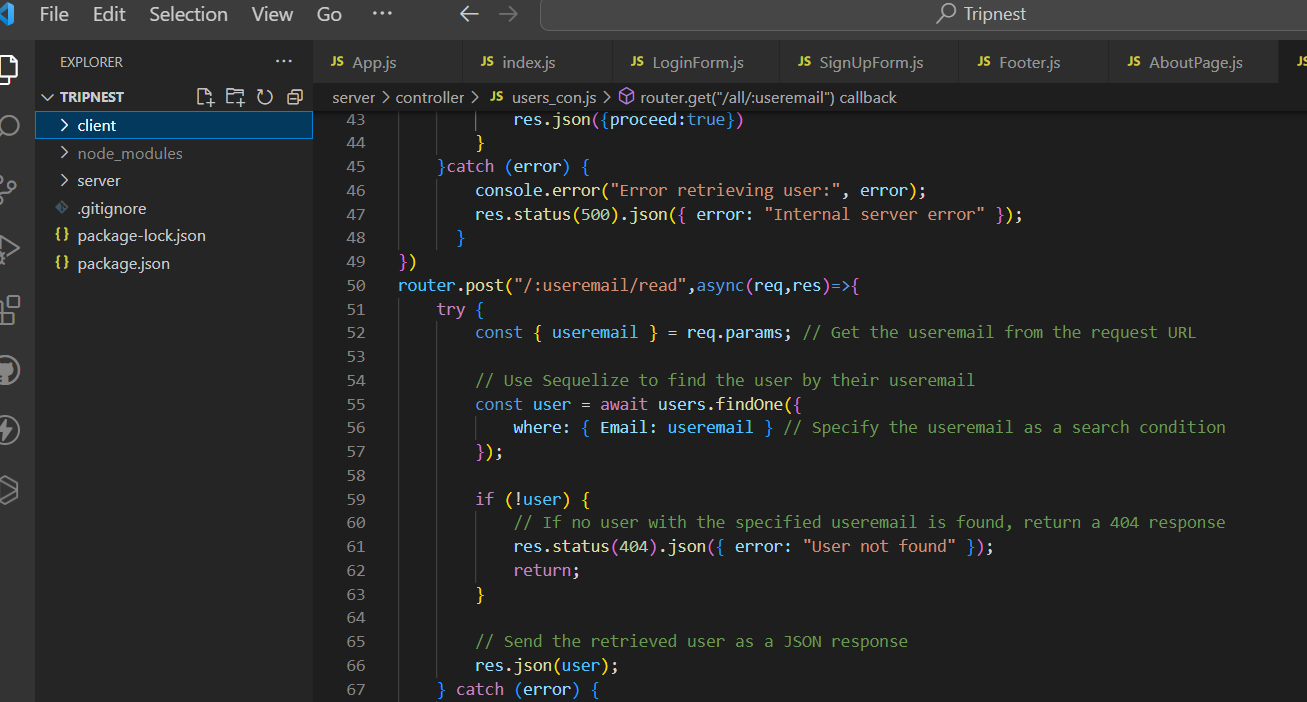 File Edit Selection View Go ··· ← → Tripnest
EXPLORER ···
JS App.js JS index.js JS LoginForm.js JS SignUpForm.js JS Footer.js JS AboutPage.js JS
TRIPNEST
server > controller > JS users_con.js > router.get("/all/:useremail") callback
client
node_modules
server
.gitignore
{} package-lock.json
{} package.json
43 res.json({proceed:true})
44 }
45 }catch (error) {
46 console.error("Error retrieving user:", error);
47 res.status(500).json({ error: "Internal server error" });
48 }
49 })
50 router.post("/:useremail/read",async(req,res)=>{
51 try {
52 const { useremail } = req.params; // Get the useremail from the request URL
53
54 // Use Sequelize to find the user by their useremail
55 const user = await users.findOne({
56 where: { Email: useremail } // Specify the useremail as a search condition
57 });
58
59 if (!user) {
60 // If no user with the specified useremail is found, return a 404 response
61 res.status(404).json({ error: "User not found" });
62 return;
63 }
64
65 // Send the retrieved user as a JSON response
66 res.json(user);
67 } catch (error) {